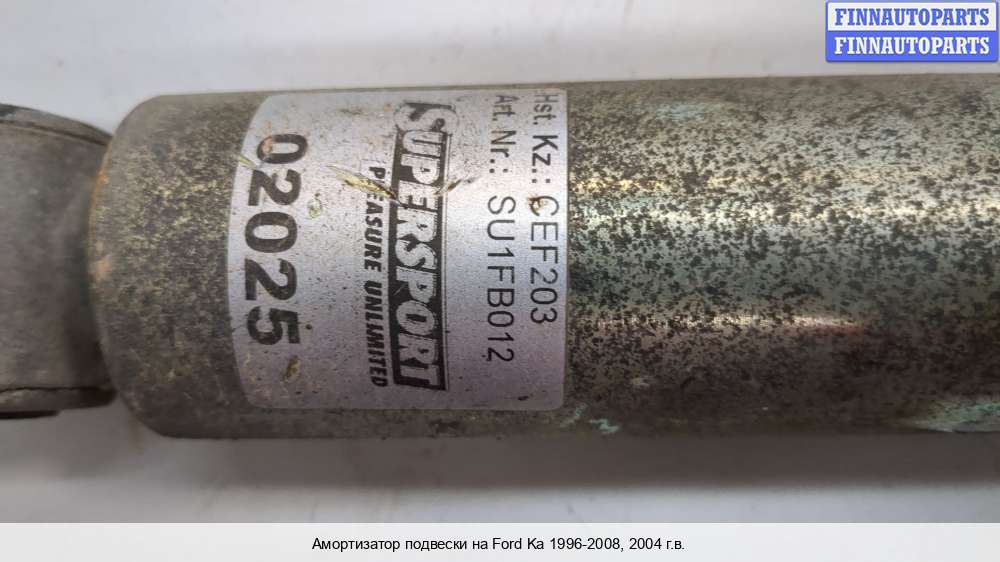 FINNAUTOPARTS
FINNAUTOPARTS
Hst. Kz.: CEF203
Art. Nr.: SU1FB012
SUPERSPORT
PLEASURE UNLIMITED
02025
Амортизатор подвески на Ford Ka 1996-2008, 2004 г.в.